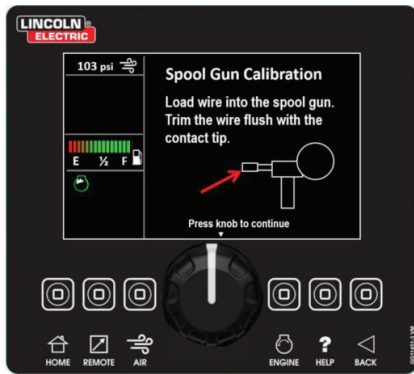 LINCOLN
ELECTRIC
103 psi
E ½ F
Spool Gun Calibration
Load wire into the spool gun.
Trim the wire flush with the
contact tip.
Press knob to continue
HOME REMOTE AIR ENGINE HELP BACK
?